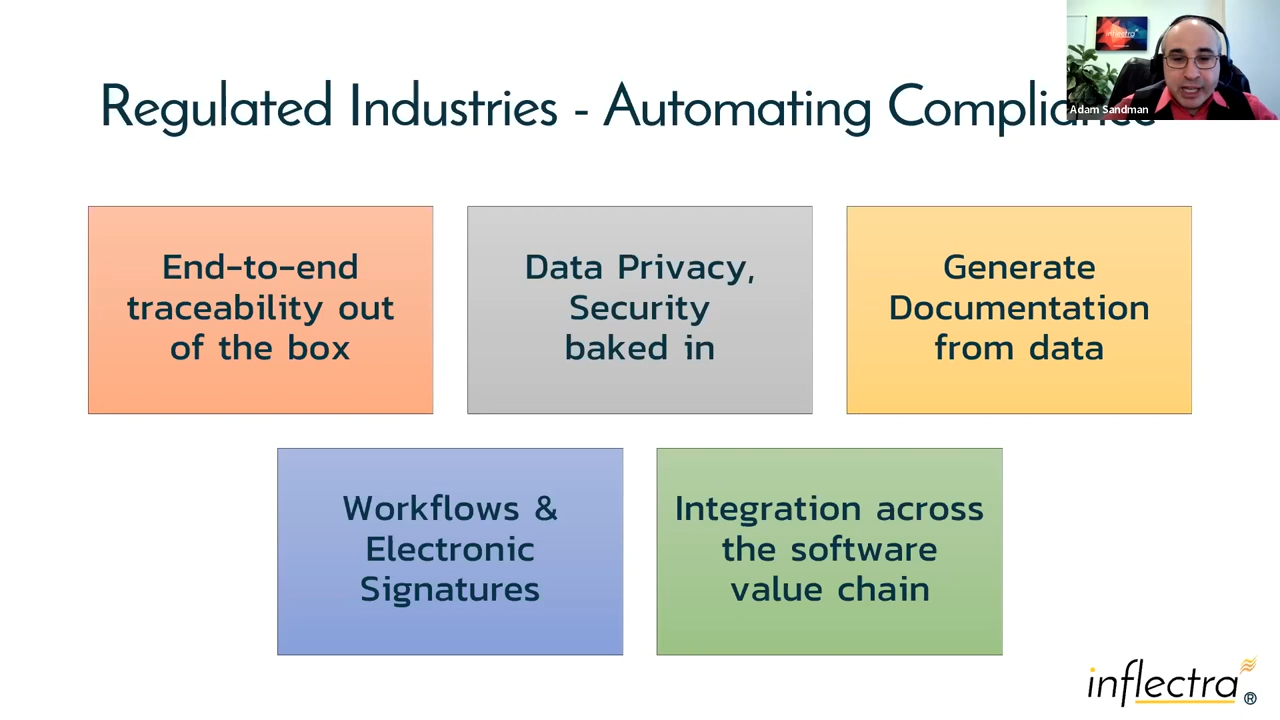 Regulated Industries - Automating Compliance
inflectra
Adam Sandman
End-to-end
traceability out
of the box
Data Privacy,
Security
baked in
Generate
Documentation
from data
Workflows &
Electronic
Signatures
Integration across
the software
value chain
inflectra®